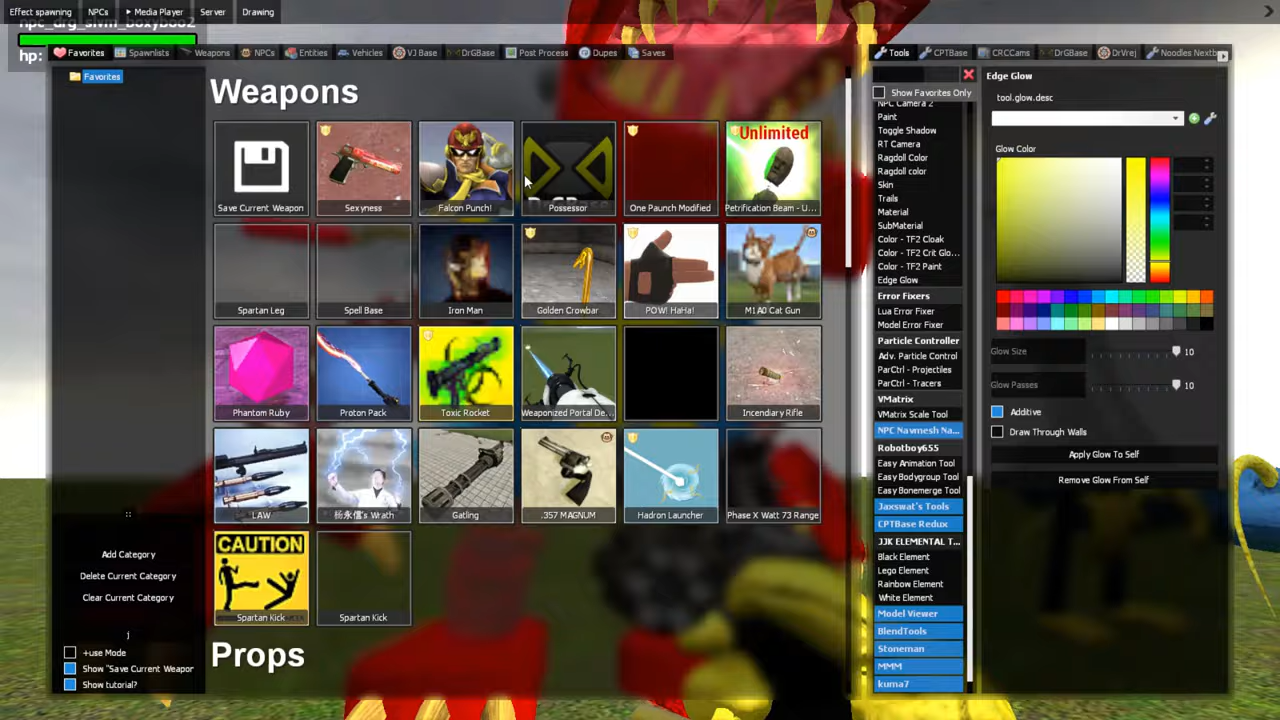 Effect spawning NPCs Media Player Server Drawing
npc_drg_slvm_boxyboo2
hp:
Favorites Spawnlists Weapons NPCs Entities Vehicles VJ Base DrGBase Post Process Dupes Saves
Favorites
Weapons
Save Current Weapon
Sexyness
Falcon Punch!
Possessor
One Paunch Modified
Unlimited
Petrification Beam - U...
Spartan Leg
Spell Base
Iron Man
Golden Crowbar
POW! HaHa!
M1A0 Cat Gun
Phantom Ruby
Proton Pack
Toxic Rocket
Weaponized Portal De...
Incendiary Rifle
LAW
杨永信's Wrath
Gatling
.357 MAGNUM
Hadron Launcher
Phase X Watt 73 Range
CAUTION
Spartan Kick
Spartan Kick
Props
::
Add Category
Delete Current Category
Clear Current Category
j
+use Mode
Show "Save Current Weapor
Show tutorial?
Tools CPTBase CRCCams DrGBase DrVrej Noodles Nextb
Show Favorites Only
NPC Camera 2
Paint
Toggle Shadow
RT Camera
Ragdoll Color
Ragdoll color
Skin
Trails
Material
SubMaterial
Color - TF2 Cloak
Color - TF2 Crit Glo...
Color - TF2 Paint
Edge Glow
Error Fixers
Lua Error Fixer
Model Error Fixer
Particle Controller
Adv. Particle Control
ParCtrl - Projectiles
ParCtrl - Tracers
VMatrix
VMatrix Scale Tool
NPC Navmesh Na...
Robotboy655
Easy Animation Tool
Easy Bodygroup Tool
Easy Bonemerge Tool
Jaxswat's Tools
CPTBase Redux
JJK ELEMENTAL T...
Black Element
Lego Element
Rainbow Element
White Element
Model Viewer
BlendTools
Stoneman
MMM
kuma7
Edge Glow
tool.glow.desc
Glow Color
Glow Size 10
Glow Passes 10
Additive
Draw Through Walls
Apply Glow To Self
Remove Glow From Self